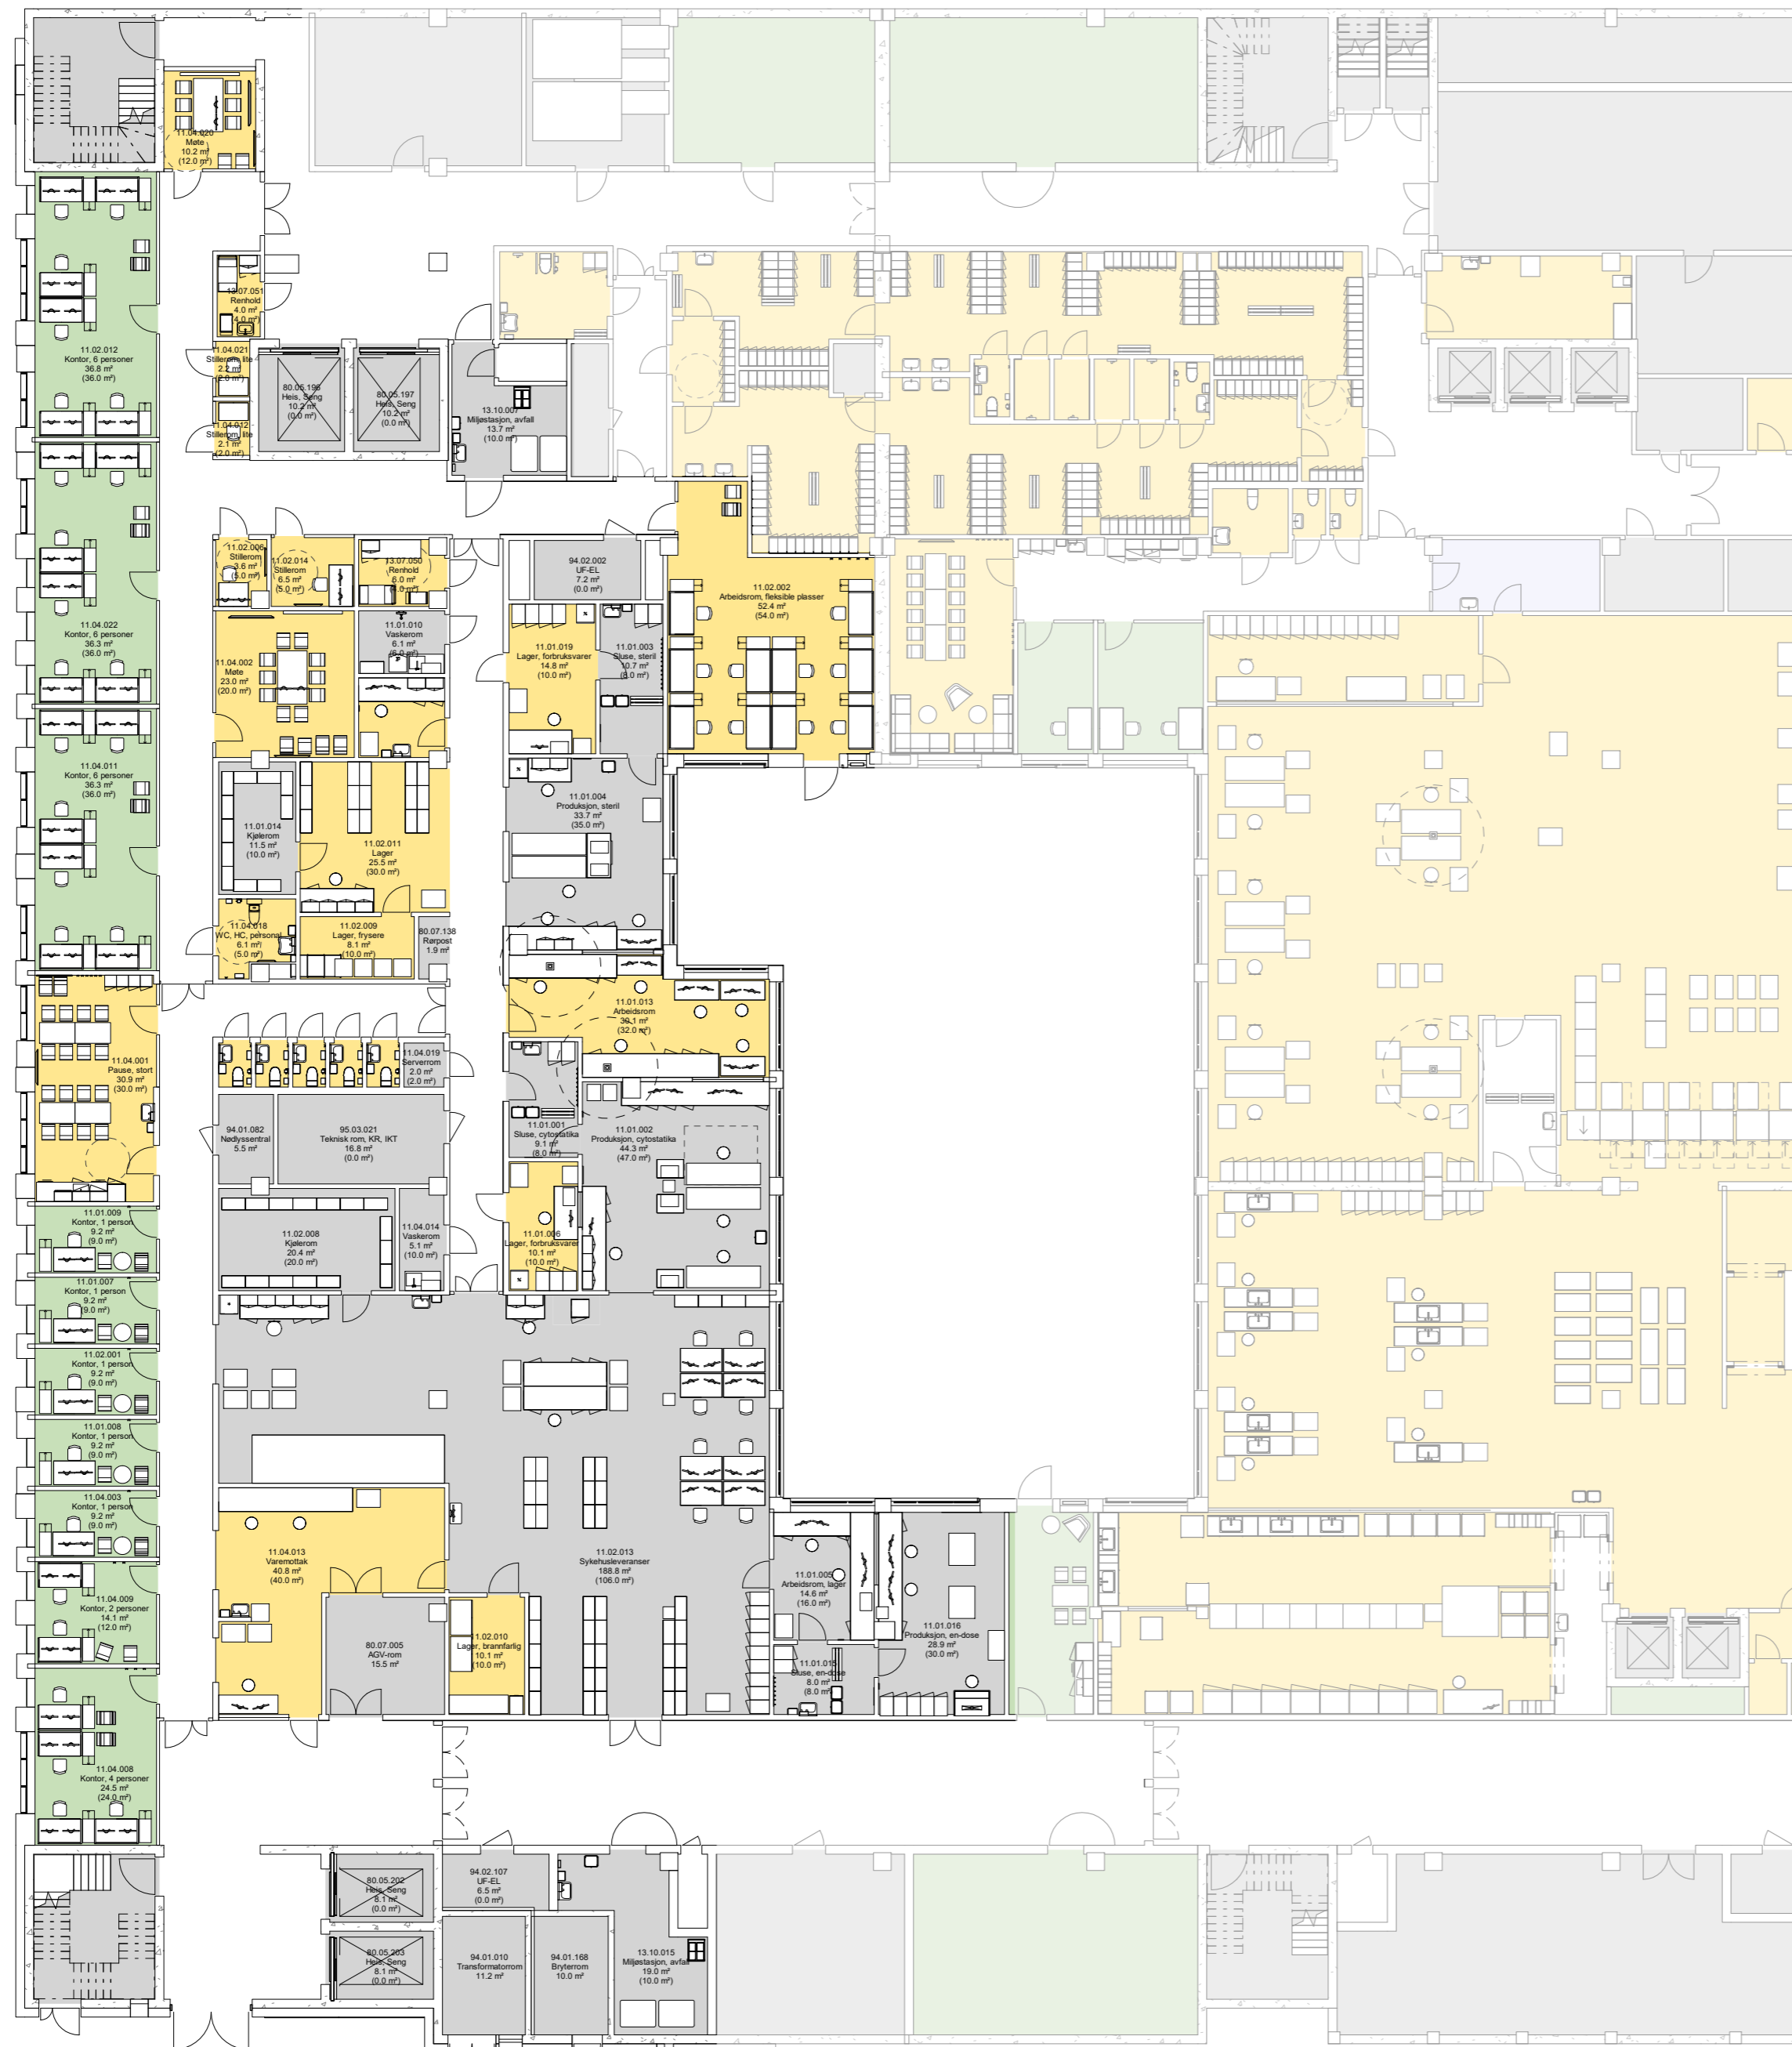 11.04.020
Møte
10.2 m²
(12.0 m²)
11.02.012
Kontor, 6 personer
36.8 m²
(36.0 m²)
13.07.051
Renhold
4.0 m²
(4.0 m²)
11.04.021
Stillerom, lite
2.2 m²
(2.0 m²)
11.04.012
Stillerom, lite
2.1 m²
(2.0 m²)
80.05.196
Heis, Seng
10.2 m²
(0.0 m²)
80.05.197
Heis, Seng
10.2 m²
(0.0 m²)
13.10.007
Miljøstasjon, avfall
13.7 m²
(10.0 m²)
11.02.006
Stillerom
3.6 m²
(5.0 m²)
11.02.014
Stillerom
6.5 m²
(5.0 m²)
13.07.050
Renhold
6.0 m²
(4.0 m²)
94.02.002
UF-EL
7.2 m²
(0.0 m²)
11.02.002
Arbeidsrom, fleksible plasser
52.4 m²
(54.0 m²)
11.04.022
Kontor, 6 personer
36.3 m²
(36.0 m²)
11.01.010
Vaskerom
6.1 m²
(6.0 m²)
11.04.002
Møte
23.0 m²
(20.0 m²)
11.01.019
Lager, forbruksvarer
14.8 m²
(10.0 m²)
11.01.003
Sluse, steril
10.7 m²
(8.0 m²)
11.04.011
Kontor, 6 personer
36.3 m²
(36.0 m²)
11.01.014
Kjølerom
11.5 m²
(10.0 m²)
11.02.011
Lager
25.5 m²
(30.0 m²)
11.01.004
Produksjon, steril
33.7 m²
(35.0 m²)
11.04.018
WC, HC, personal
6.1 m²
(5.0 m²)
11.02.009
Lager, frysere
8.1 m²
(10.0 m²)
80.07.138
Rørpost
1.9 m²
11.01.013
Arbeidsrom
30.1 m²
(32.0 m²)
11.04.001
Pause, stort
30.9 m²
(30.0 m²)
11.04.019
Serverrom
2.0 m²
(2.0 m²)
94.01.082
Nødlyssentral
5.5 m²
95.03.021
Teknisk rom, KR, IKT
16.8 m²
(0.0 m²)
11.01.001
Sluse, cytostatika
9.1 m²
(8.0 m²)
11.01.002
Produksjon, cytostatika
44.3 m²
(47.0 m²)
11.01.009
Kontor, 1 person
9.2 m²
(9.0 m²)
11.02.008
Kjølerom
20.4 m²
(20.0 m²)
11.04.014
Vaskerom
5.1 m²
(10.0 m²)
11.01.006
Lager, forbruksvarer
10.1 m²
(10.0 m²)
11.01.007
Kontor, 1 person
9.2 m²
(9.0 m²)
11.02.001
Kontor, 1 person
9.2 m²
(9.0 m²)
11.01.008
Kontor, 1 person
9.2 m²
(9.0 m²)
11.04.003
Kontor, 1 person
9.2 m²
(9.0 m²)
11.04.009
Kontor, 2 personer
14.1 m²
(12.0 m²)
11.04.013
Varemottak
40.8 m²
(40.0 m²)
11.02.013
Sykehusleveranser
188.8 m²
(106.0 m²)
11.01.005
Arbeidsrom, lager
14.6 m²
(16.0 m²)
11.01.016
Produksjon, en-dose
28.9 m²
(30.0 m²)
80.07.005
AGV-rom
15.5 m²
11.02.010
Lager, brannfarlig
10.1 m²
(10.0 m²)
11.01.015
Sluse, en-dose
8.0 m²
(8.0 m²)
11.04.008
Kontor, 4 personer
24.5 m²
(24.0 m²)
80.05.202
Heis, Seng
8.1 m²
(0.0 m²)
94.02.107
UF-EL
6.5 m²
(0.0 m²)
80.05.203
Heis, Seng
8.1 m²
(0.0 m²)
94.01.010
Transformatorrom
11.2 m²
94.01.168
Bryterrom
10.0 m²
13.10.015
Miljøstasjon, avfall
19.0 m²
(10.0 m²)